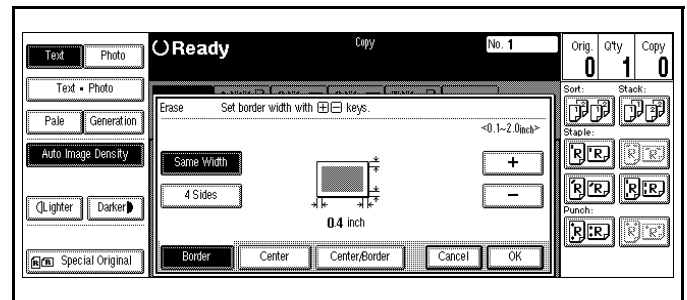 Text
Photo
Text • Photo
Pale
Generation
Auto Image Density
Lighter
Darker
Special Original
Ready
Copy
No. 1
Erase
Set border width with + − keys.
<0.1~2.0inch>
Same Width
4 Sides
+
−
0.4 inch
Border
Center
Center/Border
Cancel
OK
Orig.
Q'ty
Copy
0
1
0
Sort:
Stack:
Staple:
Punch: